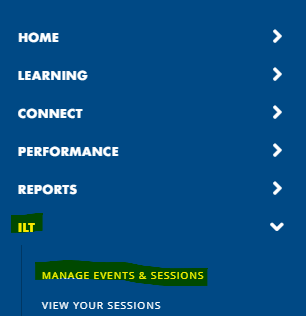 HOME
LEARNING
CONNECT
PERFORMANCE
REPORTS
ILT
MANAGE EVENTS & SESSIONS
VIEW YOUR SESSIONS